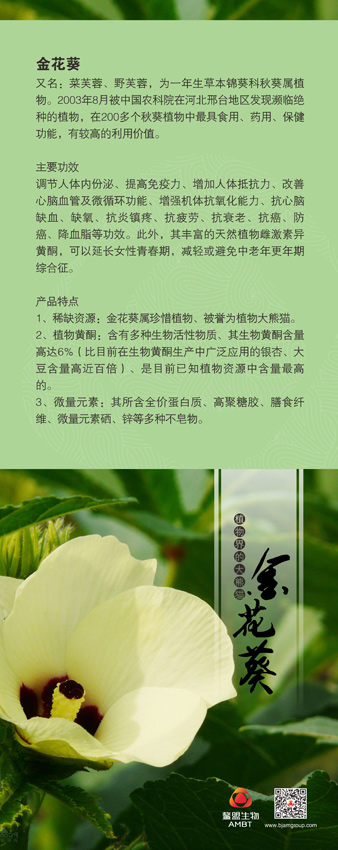 金花葵
又名：菜芙蓉、野芙蓉，为一年生草本锦葵科秋葵属植
物。2003年8月被中国农科院在河北邢台地区发现濒临绝
种的植物，在200多个秋葵植物中最具食用、药用、保健
功能，有较高的利用价值。
主要功效
调节人体内份泌、提高免疫力、增加人体抵抗力、改善
心脑血管及微循环功能、增强机体抗氧化能力、抗心脑
缺血、缺氧、抗炎镇疼、抗疲劳、抗衰老、抗癌、防
癌、降血脂等功效。此外，其丰富的天然植物雌激素异
黄酮，可以延长女性青春期，减轻或避免中老年更年期
综合征。
产品特点
1、稀缺资源：金花葵属珍惜植物、被誉为植物大熊猫。
2、植物黄酮：含有多种生物活性物质、其生物黄酮含量
高达6%（比目前在生物黄酮生产中广泛应用的银杏、大
豆含量高近百倍）、是目前已知植物资源中含量最高
的。
3、微量元素：其所含全价蛋白质、高聚糖胶、膳食纤
维、微量元素硒、锌等多种不皂物。
植物界的大熊猫
金花葵
安盟生物
AMBT
www.bjamgroup.com